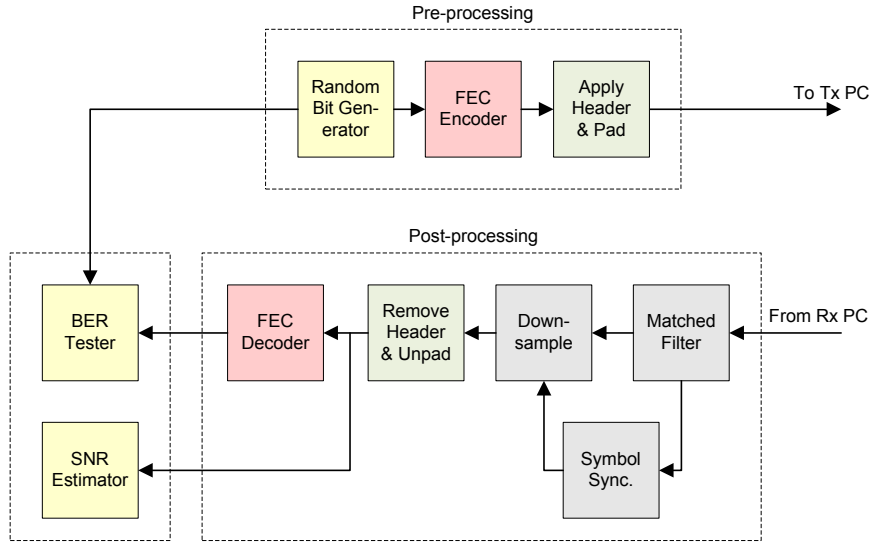 Pre-processing
Random
Bit Gen-
erator
FEC
Encoder
Apply
Header
& Pad
To Tx PC
Post-processing
BER
Tester
FEC
Decoder
Remove
Header
& Unpad
Down-
sample
Matched
Filter
From Rx PC
SNR
Estimator
Symbol
Sync.